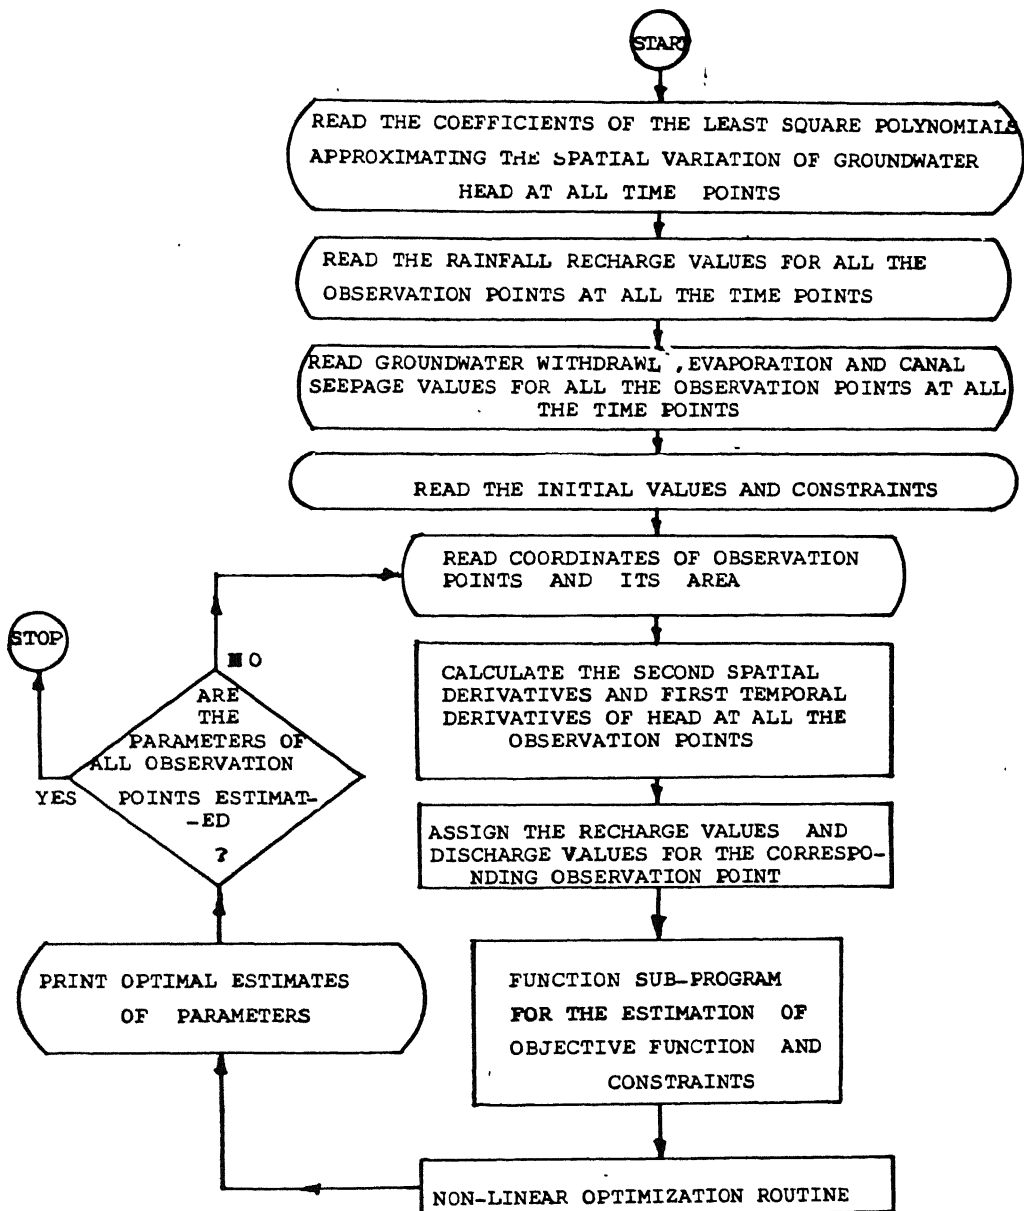 START
READ THE COEFFICIENTS OF THE LEAST SQUARE POLYNOMIALS
APPROXIMATING THE SPATIAL VARIATION OF GROUNDWATER
HEAD AT ALL TIME POINTS
READ THE RAINFALL RECHARGE VALUES FOR ALL THE
OBSERVATION POINTS AT ALL THE TIME POINTS
READ GROUNDWATER WITHDRAWL ,EVAPORATION AND CANAL
SEEPAGE VALUES FOR ALL THE OBSERVATION POINTS AT ALL
THE TIME POINTS
READ THE INITIAL VALUES AND CONSTRAINTS
READ COORDINATES OF OBSERVATION
POINTS AND ITS AREA
CALCULATE THE SECOND SPATIAL
DERIVATIVES AND FIRST TEMPORAL
DERIVATIVES OF HEAD AT ALL THE
OBSERVATION POINTS
ASSIGN THE RECHARGE VALUES AND
DISCHARGE VALUES FOR THE CORRESPO-
NDING OBSERVATION POINT
FUNCTION SUB-PROGRAM
FOR THE ESTIMATION OF
OBJECTIVE FUNCTION AND
CONSTRAINTS
NON-LINEAR OPTIMIZATION ROUTINE
PRINT OPTIMAL ESTIMATES
OF PARAMETERS
ARE
THE
PARAMETERS OF
ALL OBSERVATION
POINTS ESTIMAT-
-ED
?
NO
YES
STOP